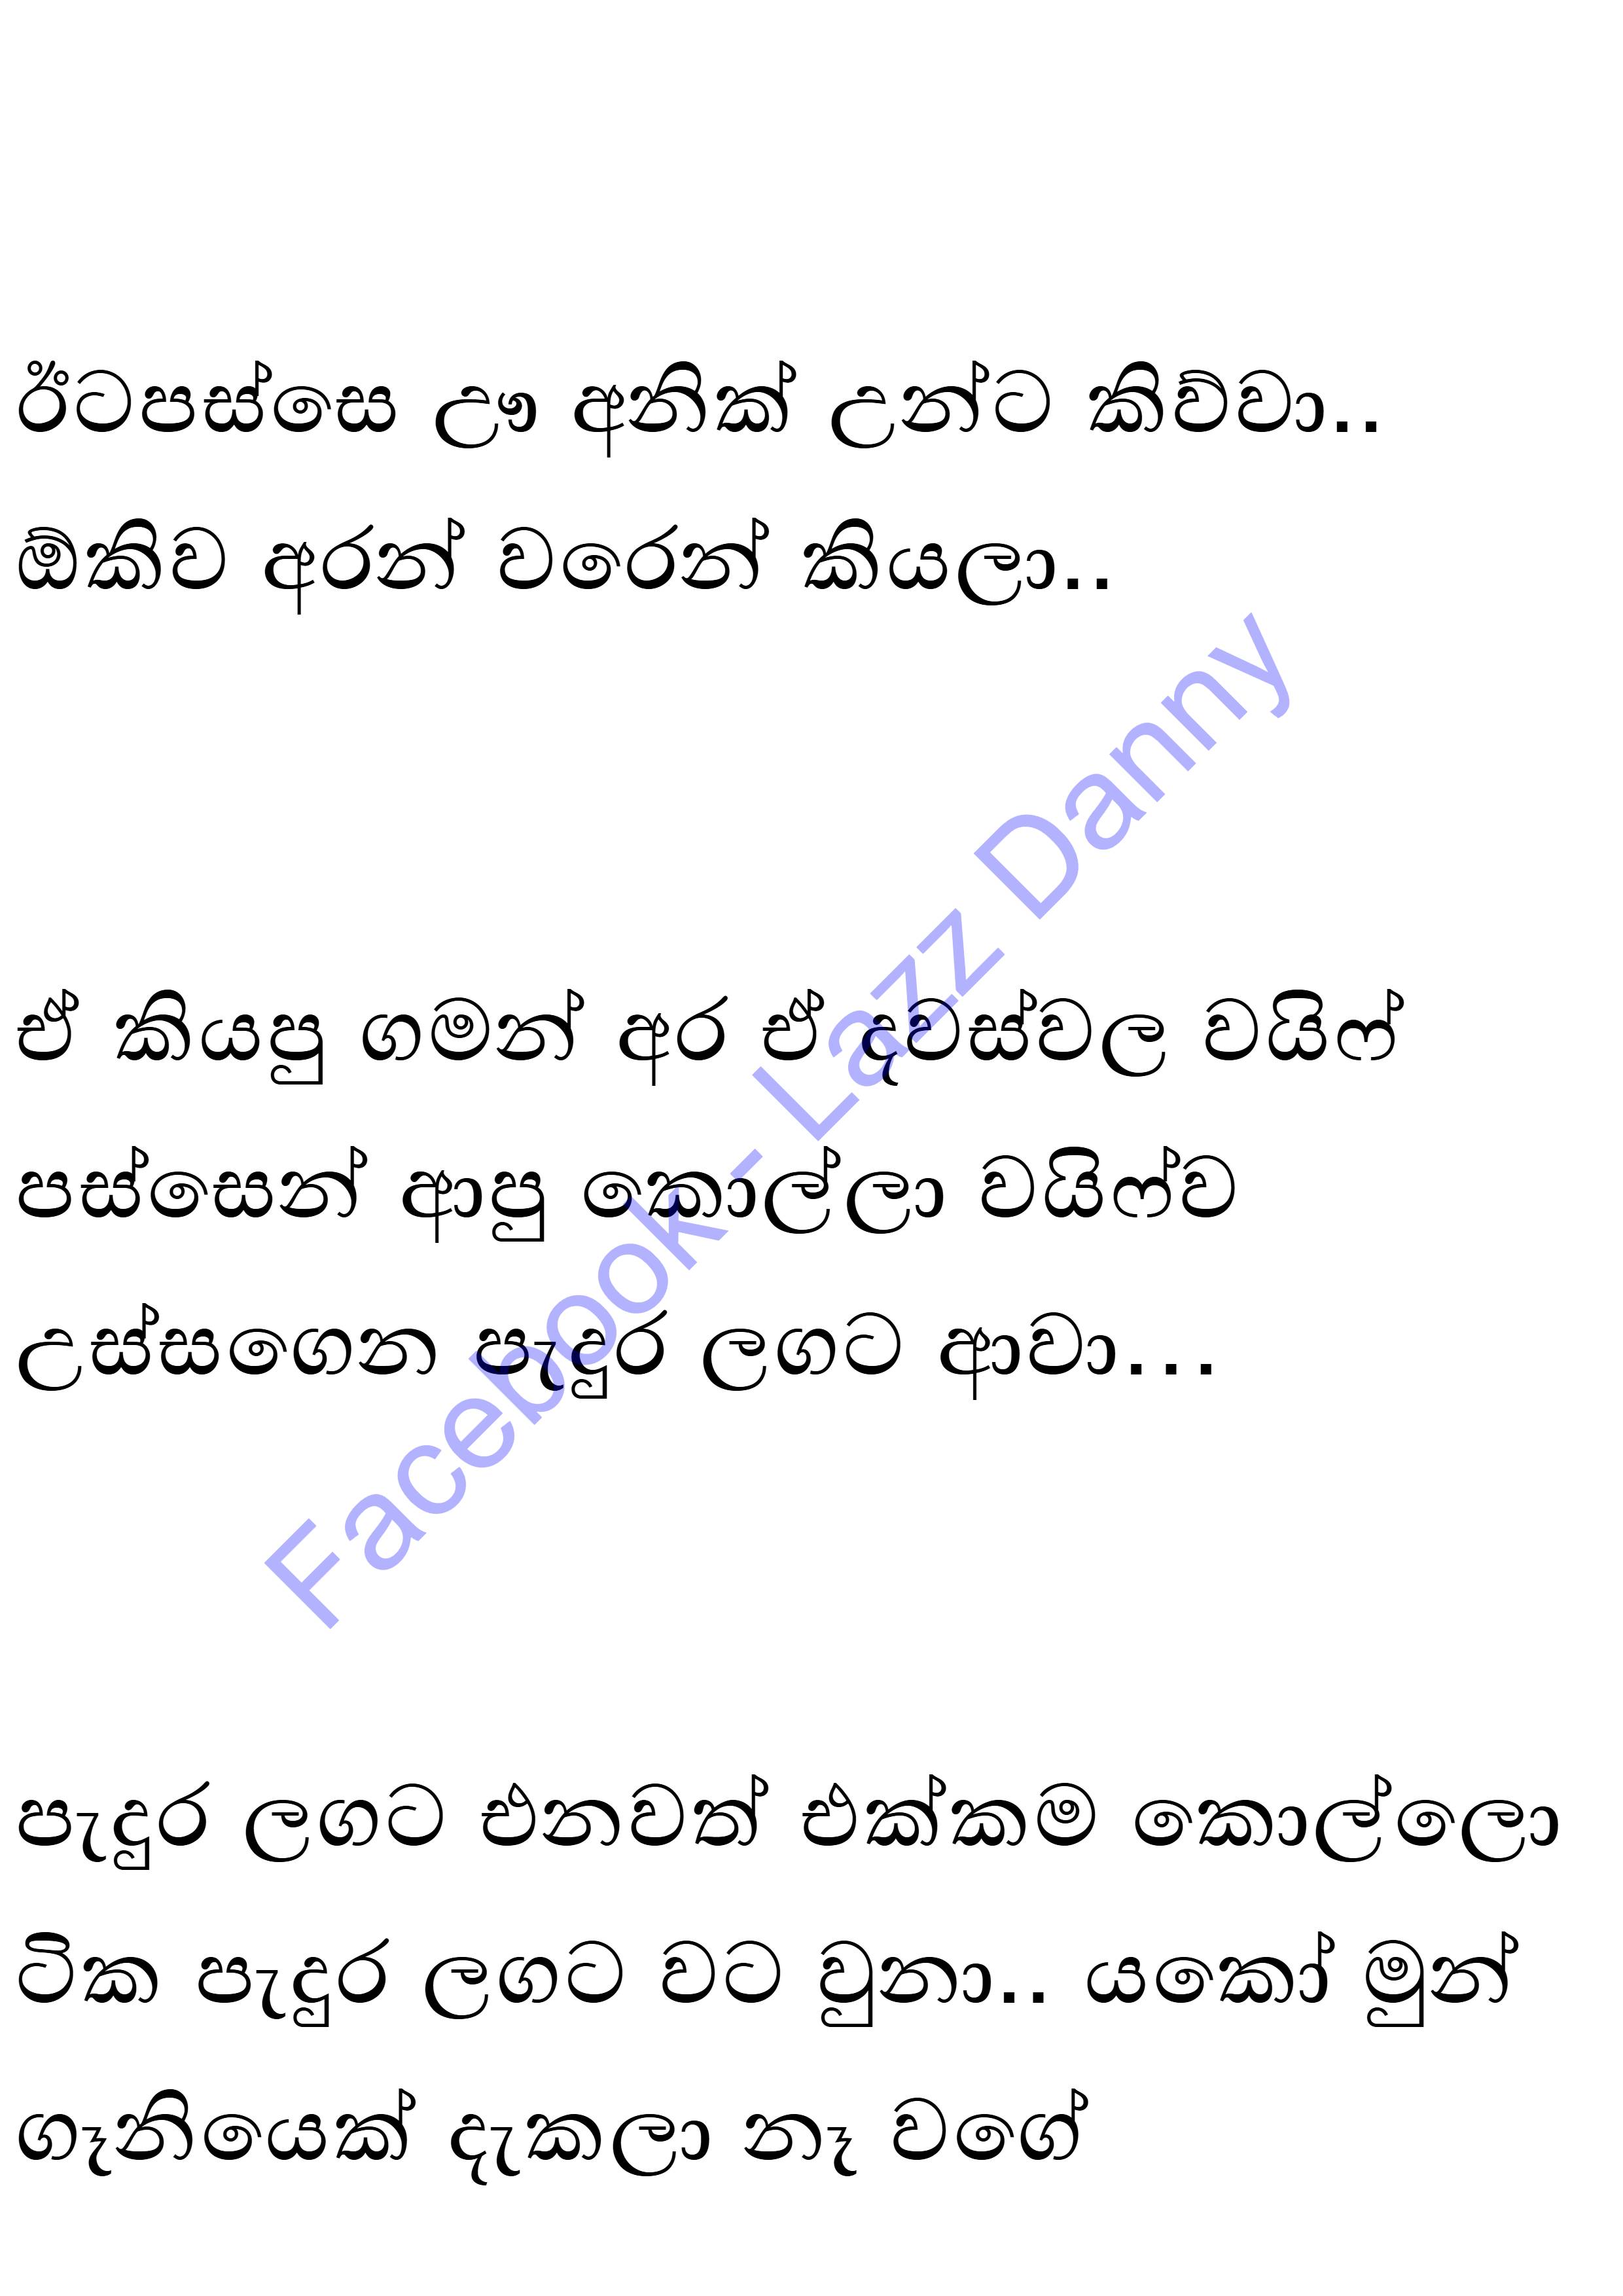 ඊටපස්සෙ ඌ අනික් උන්ට කිව්වා..
ඕකිව අරන් වරෙන් කියලා..
ඒ කියපු ගමන් අර ඒ දවස්වල වයිෆ්
පස්සෙන් ආපු කොල්ලා වයිෆ්ව
උස්සගෙන පැදුර ලගට ආවා...
පැදුර ලගට එනවත් එක්කම කොල්ලො
ටික පැදුර ලගට වට වුනා.. යකෝ මුන්
ගෑනියෙක් දැකලා නෑ වගේ
Facebook- Lazz Danny